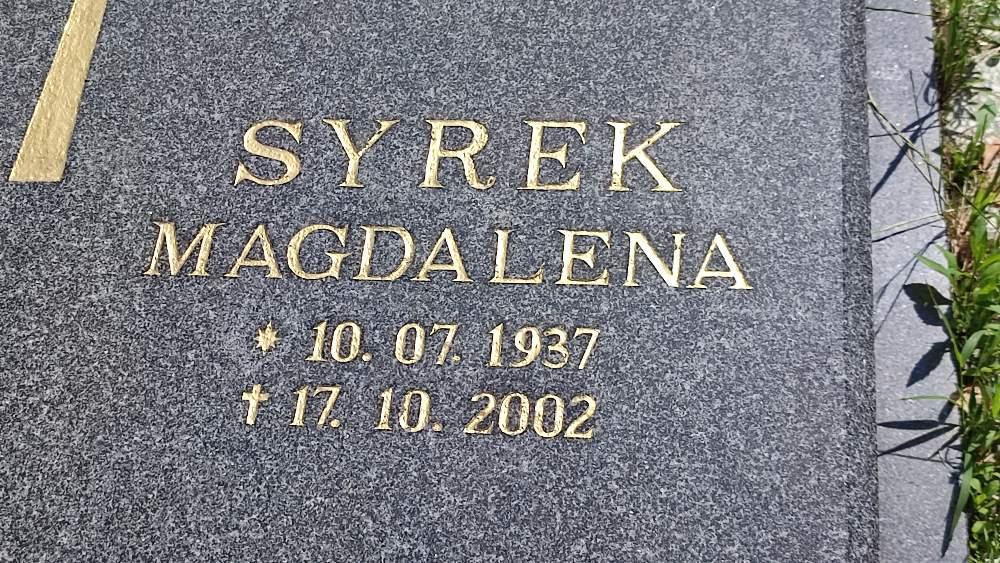 SYREK
MAGDALENA
* 10. 07. 1937
† 17. 10. 2002